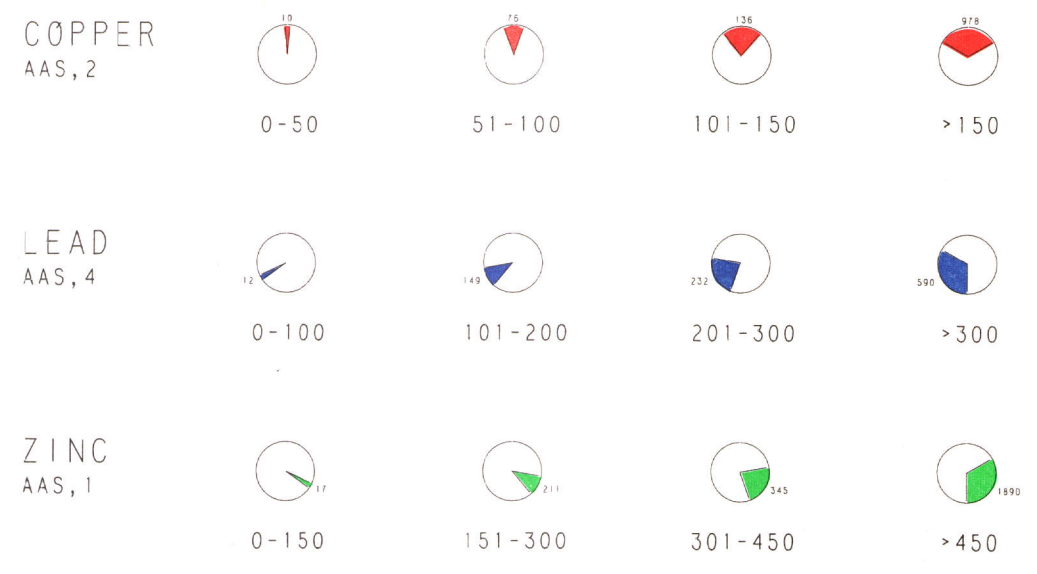 10 76 136 978
COPPER
AAS,2
0-50 51-100 101-150 >150
LEAD
AAS,4
12 149 232 590
0-100 101-200 201-300 >300
ZINC
AAS,1
17 211 345 1890
0-150 151-300 301-450 >450